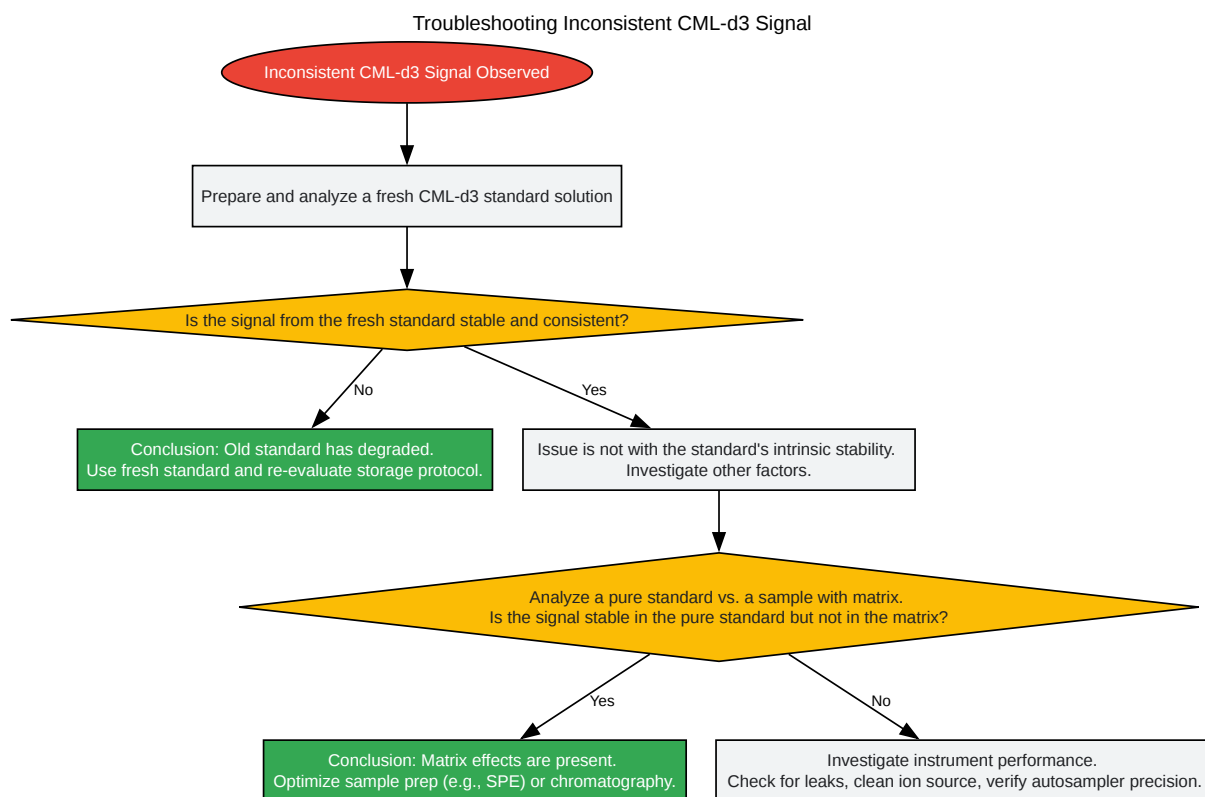 Troubleshooting Inconsistent CML-d3 Signal
Inconsistent CML-d3 Signal Observed
Prepare and analyze a fresh CML-d3 standard solution
Is the signal from the fresh standard stable and consistent?
No
Yes
Conclusion: Old standard has degraded.
Use fresh standard and re-evaluate storage protocol.
Issue is not with the standard's intrinsic stability.
Investigate other factors.
Analyze a pure standard vs. a sample with matrix.
Is the signal stable in the pure standard but not in the matrix?
Yes
No
Conclusion: Matrix effects are present.
Optimize sample prep (e.g., SPE) or chromatography.
Investigate instrument performance.
Check for leaks, clean ion source, verify autosampler precision.